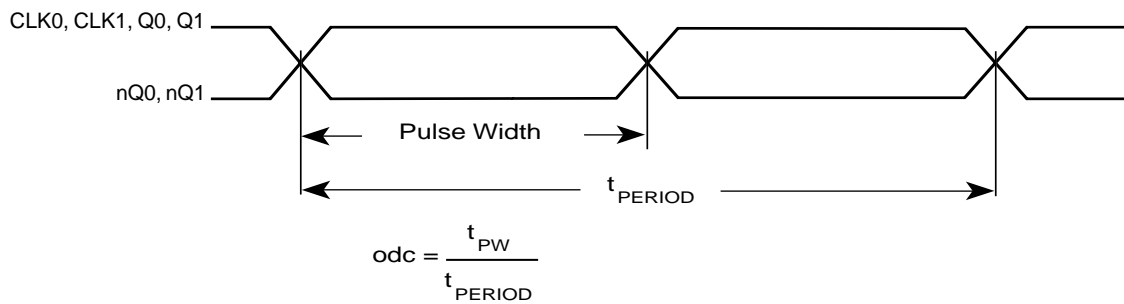 CLK0, CLK1, Q0, Q1
nQ0, nQ1
Pulse Width
tPERIOD
odc = tPW
tPERIOD